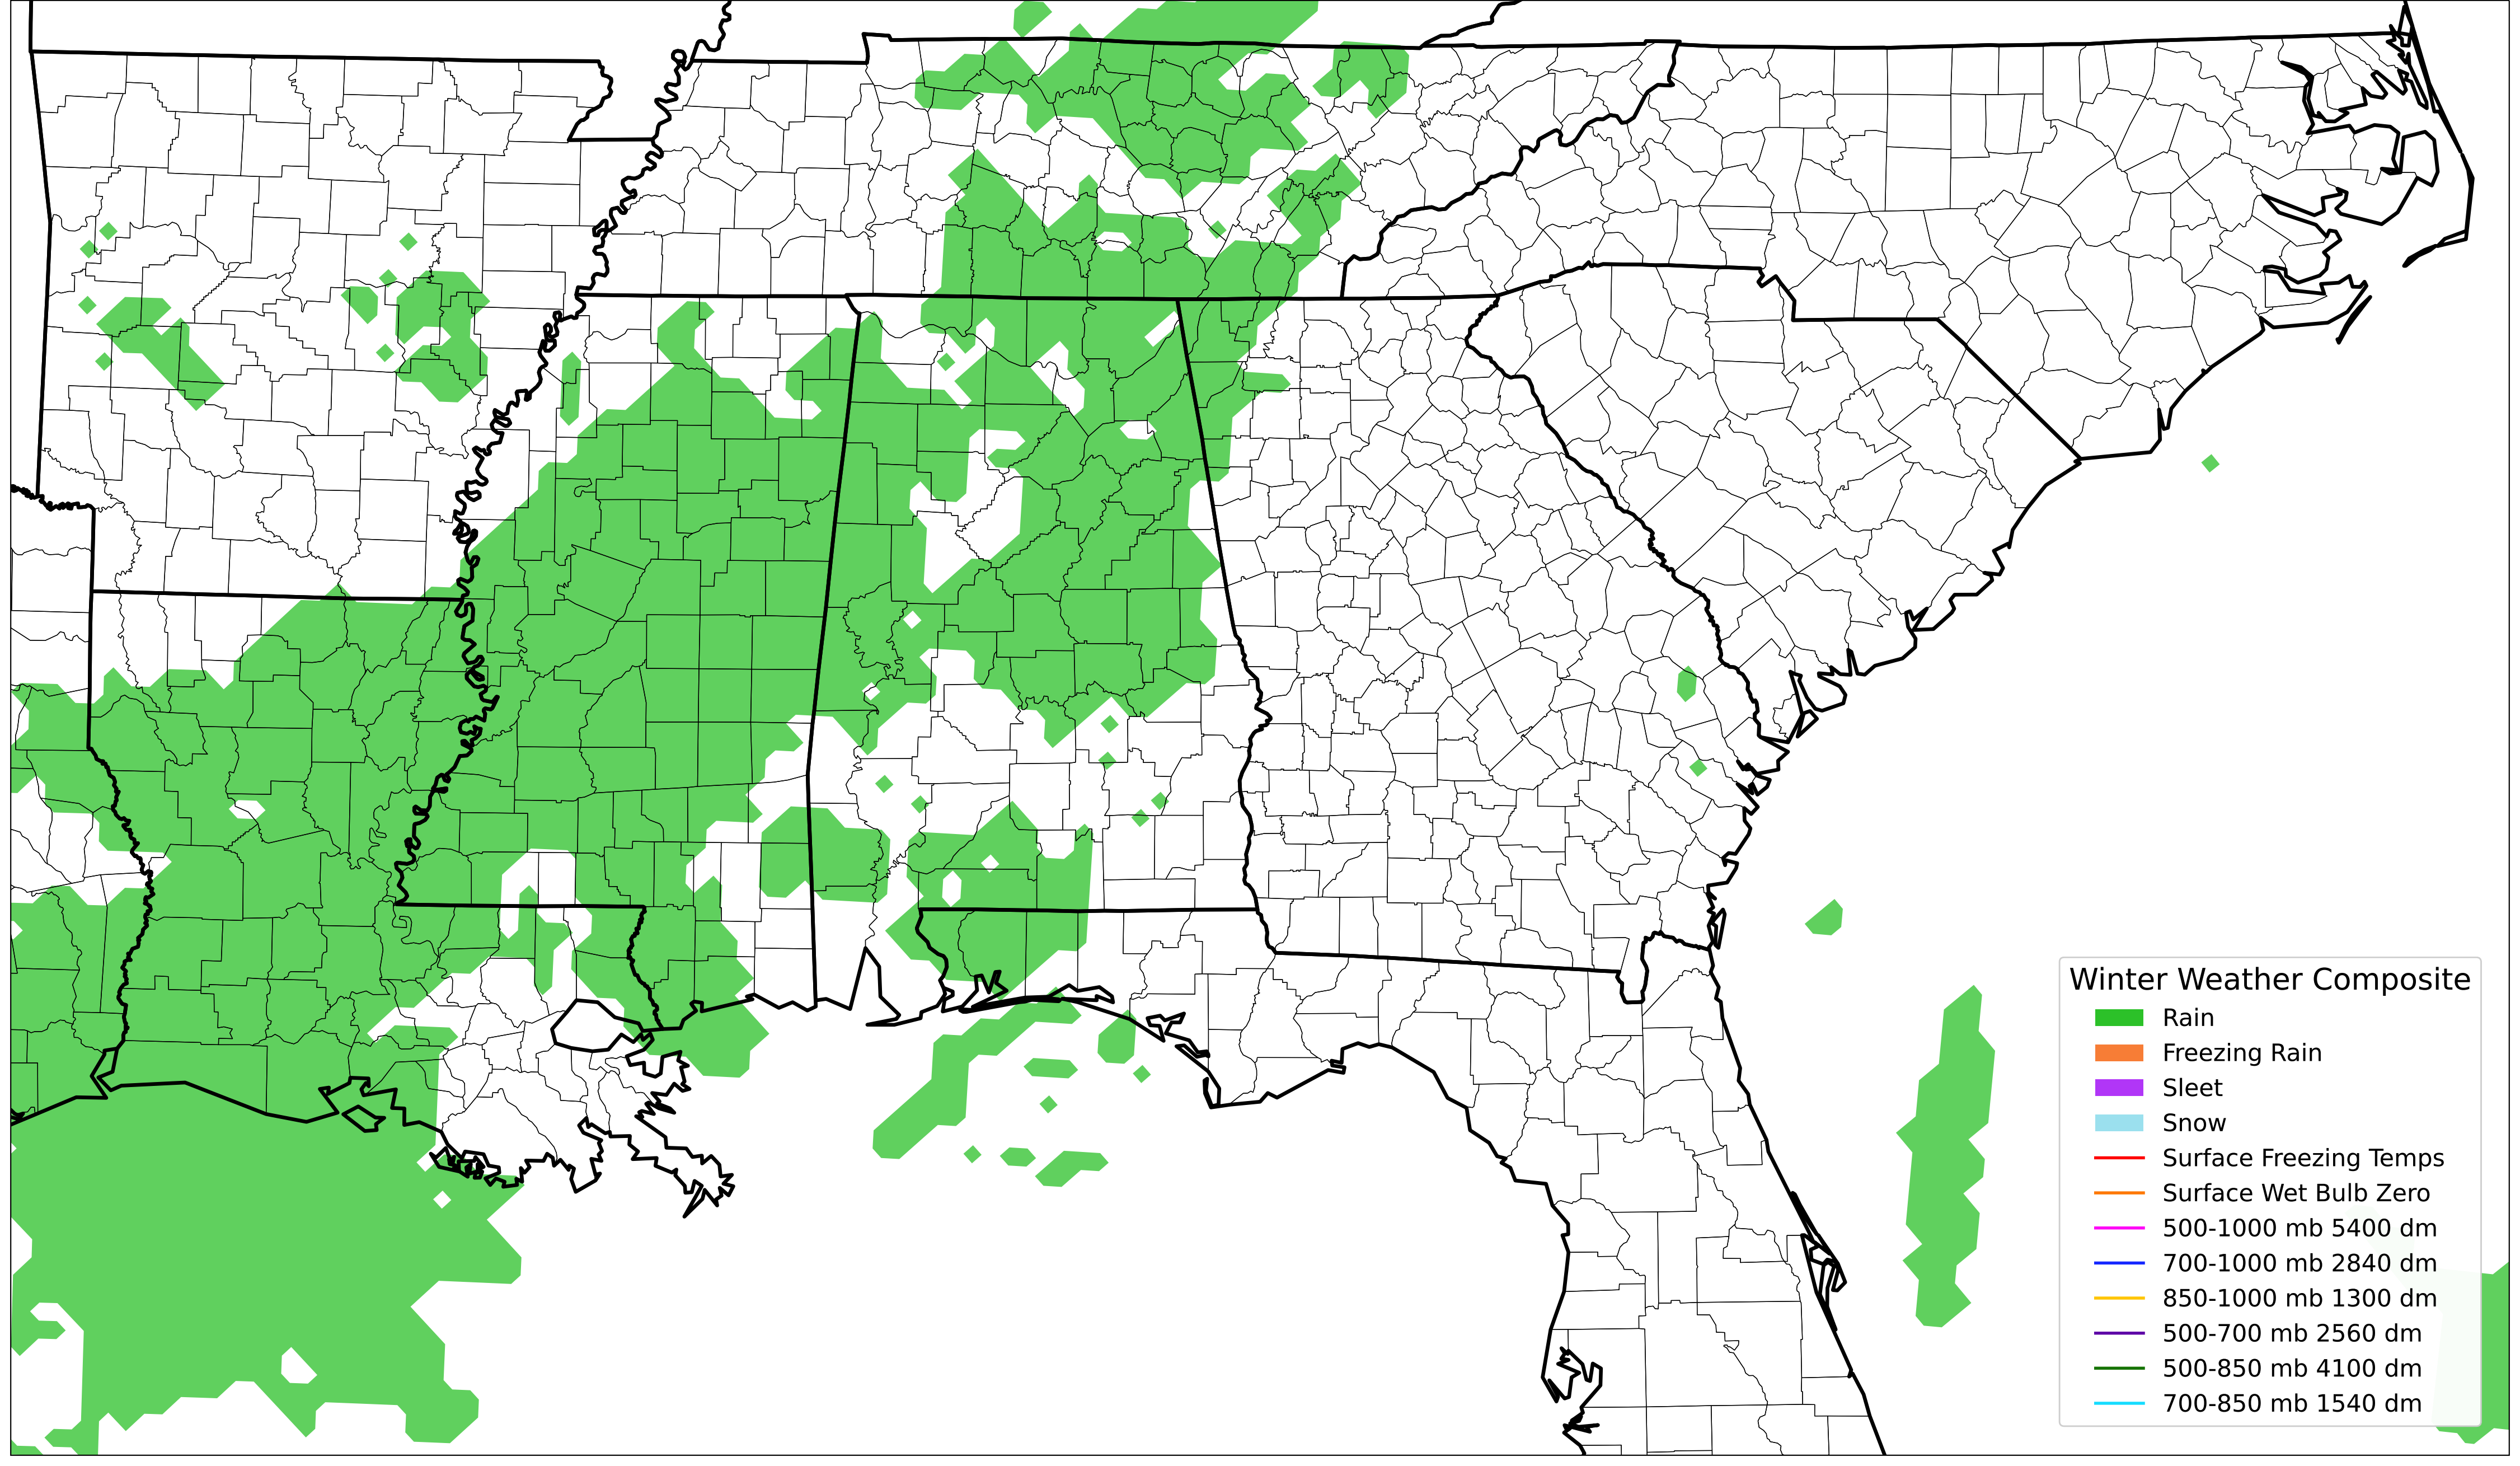 Winter Weather Composite
Rain
Freezing Rain
Sleet
Snow
Surface Freezing Temps
Surface Wet Bulb Zero
500-1000 mb 5400 dm
700-1000 mb 2840 dm
850-1000 mb 1300 dm
500-700 mb 2560 dm
500-850 mb 4100 dm
700-850 mb 1540 dm